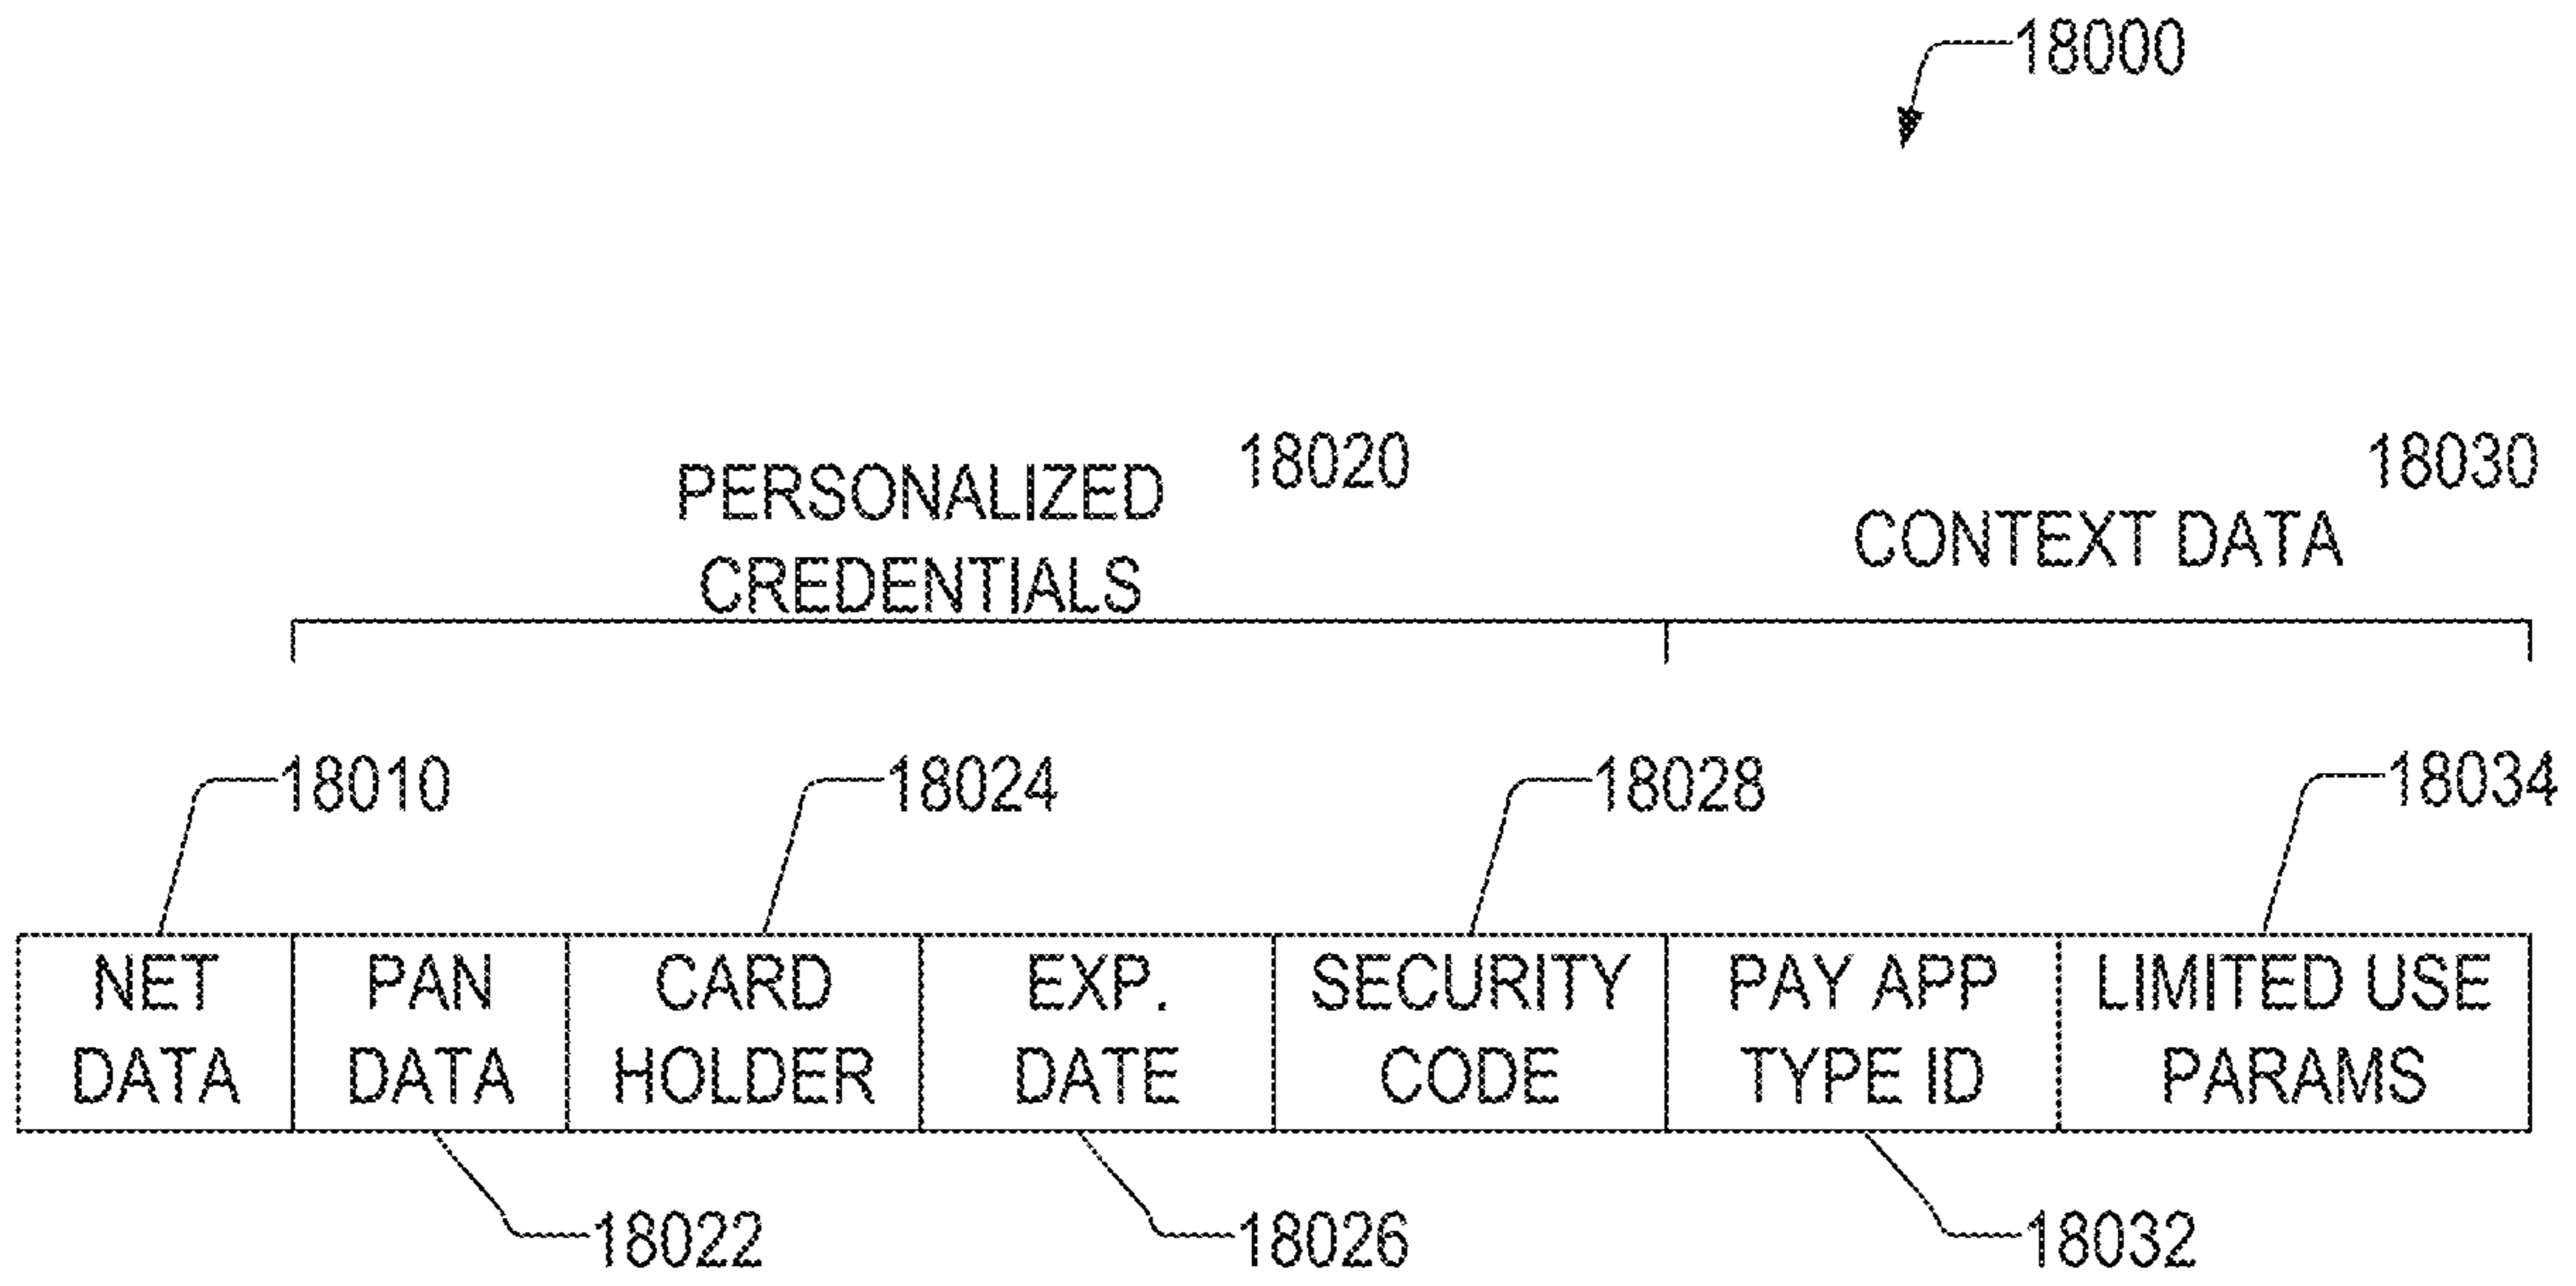 18000
18020
18030
PERSONALIZED
CREDENTIALS
CONTEXT DATA
18010
18024
18028
18034
NET
DATA
PAN
DATA
CARD
HOLDER
EXP.
DATE
SECURITY
CODE
PAY APP
TYPE ID
LIMITED USE
PARAMS
18022
18026
18032